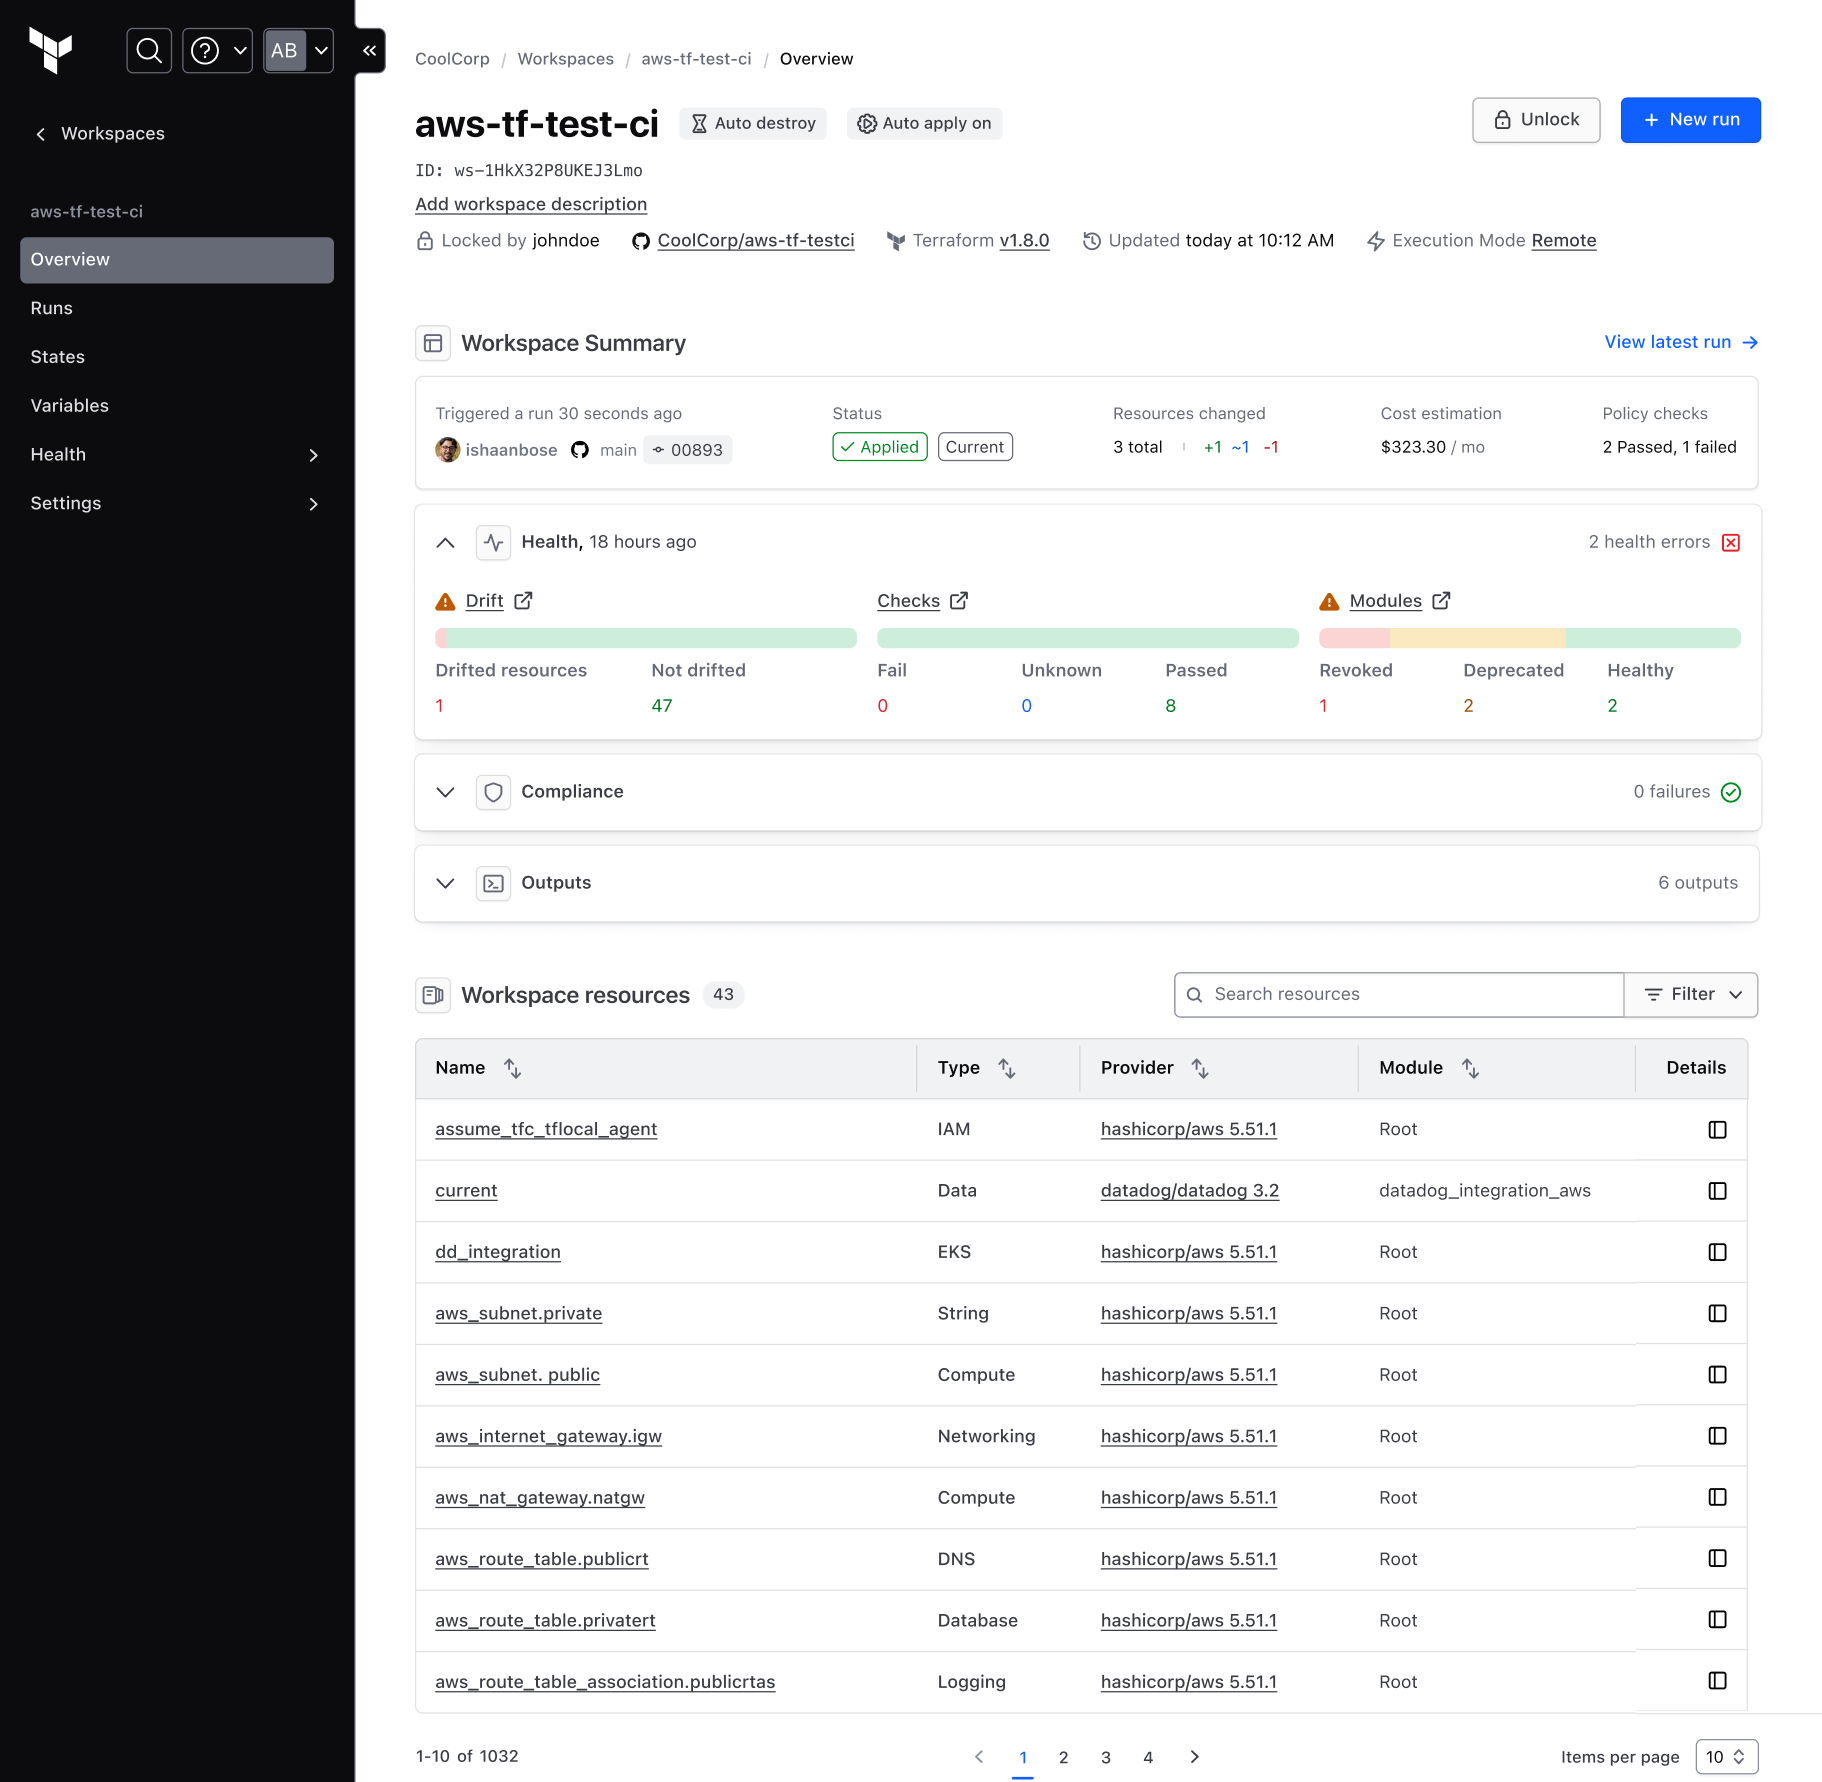 AB
Workspaces
aws-tf-test-ci
Overview
Runs
States
Variables
Health
Settings
CoolCorp / Workspaces / aws-tf-test-ci / Overview
aws-tf-test-ci Auto destroy Auto apply on
Unlock + New run
ID: ws-1HkX32P8UKEJ3Lmo
Add workspace description
Locked by johndoe CoolCorp/aws-tf-testci Terraform v1.8.0 Updated today at 10:12 AM Execution Mode Remote
Workspace Summary View latest run
Triggered a run 30 seconds ago Status Resources changed Cost estimation Policy checks
ishaanbose main 00893 Applied Current 3 total +1 ~1 -1 $323.30 / mo 2 Passed, 1 failed
Health, 18 hours ago 2 health errors
Drift Checks Modules
Drifted resources Not drifted Fail Unknown Passed Revoked Deprecated Healthy
1 47 0 0 8 1 2 2
Compliance 0 failures
Outputs 6 outputs
Workspace resources 43 Search resources Filter
Name Type Provider Module Details
assume_tfc_tflocal_agent IAM hashicorp/aws 5.51.1 Root
current Data datadog/datadog 3.2 datadog_integration_aws
dd_integration EKS hashicorp/aws 5.51.1 Root
aws_subnet.private String hashicorp/aws 5.51.1 Root
aws_subnet. public Compute hashicorp/aws 5.51.1 Root
aws_internet_gateway.igw Networking hashicorp/aws 5.51.1 Root
aws_nat_gateway.natgw Compute hashicorp/aws 5.51.1 Root
aws_route_table.publicrt DNS hashicorp/aws 5.51.1 Root
aws_route_table.privatert Database hashicorp/aws 5.51.1 Root
aws_route_table_association.publicrtas Logging hashicorp/aws 5.51.1 Root
1-10 of 1032 1 2 3 4 Items per page 10